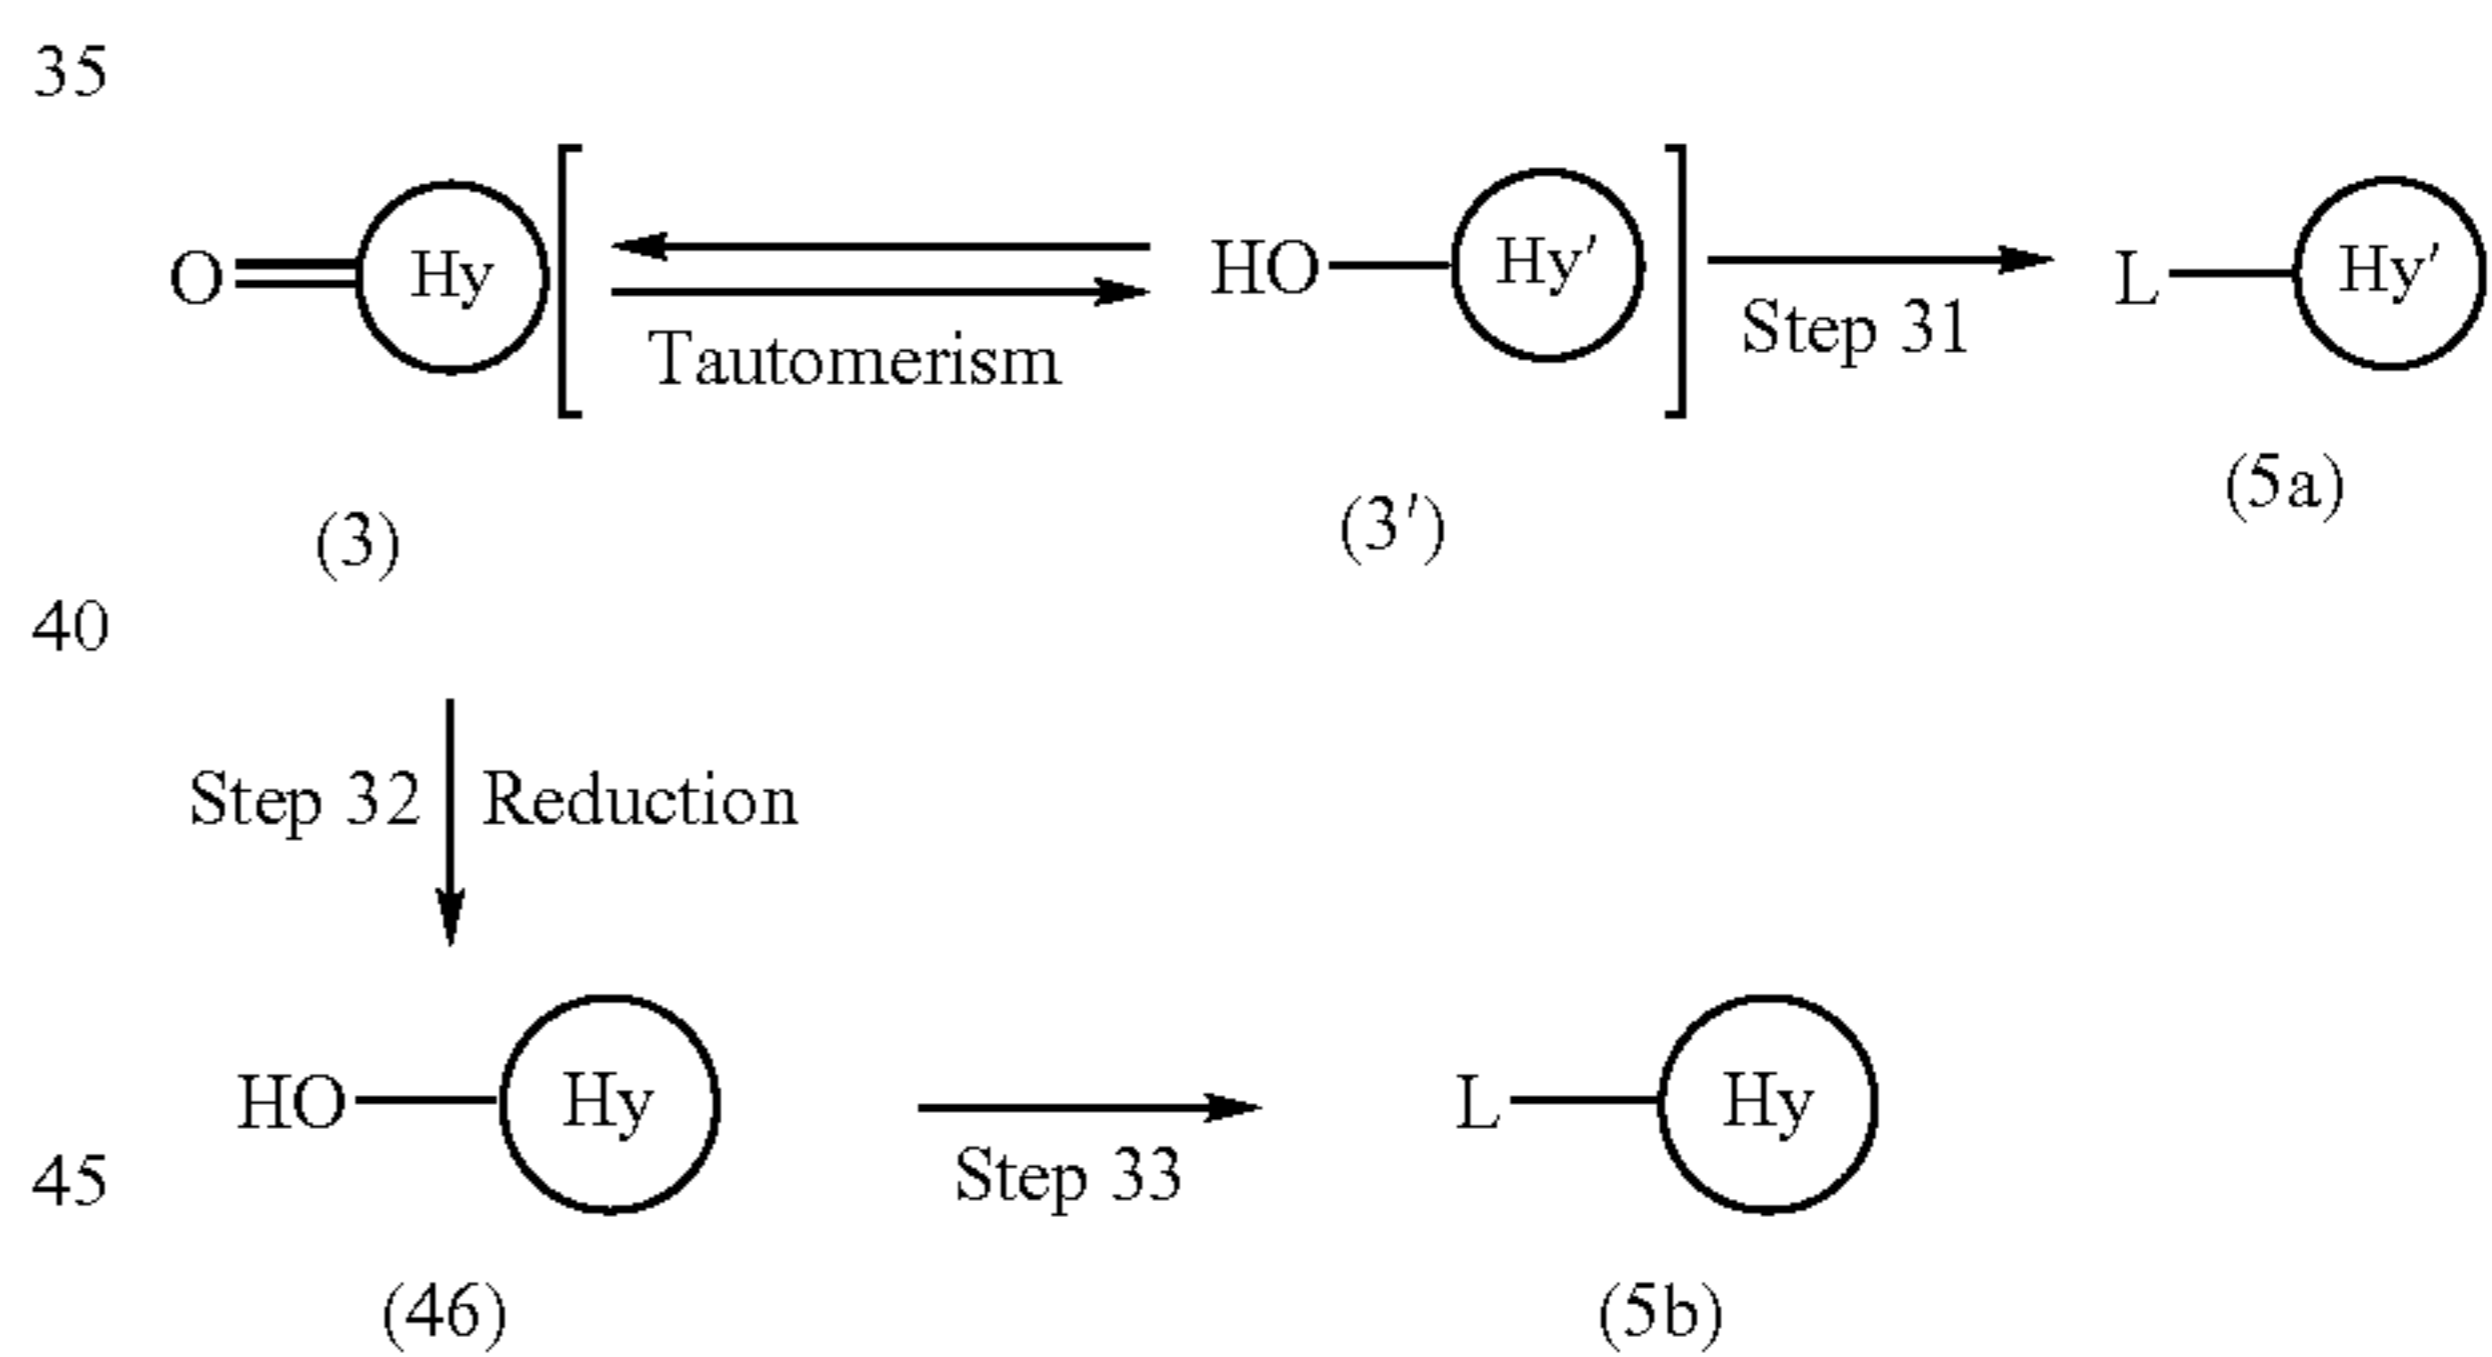 35
O Hy HO Hy′ L Hy′
Tautomerism Step 31
(3) (3′) (5a)
40
Step 32 Reduction
HO Hy L Hy
45 Step 33
(46) (5b)